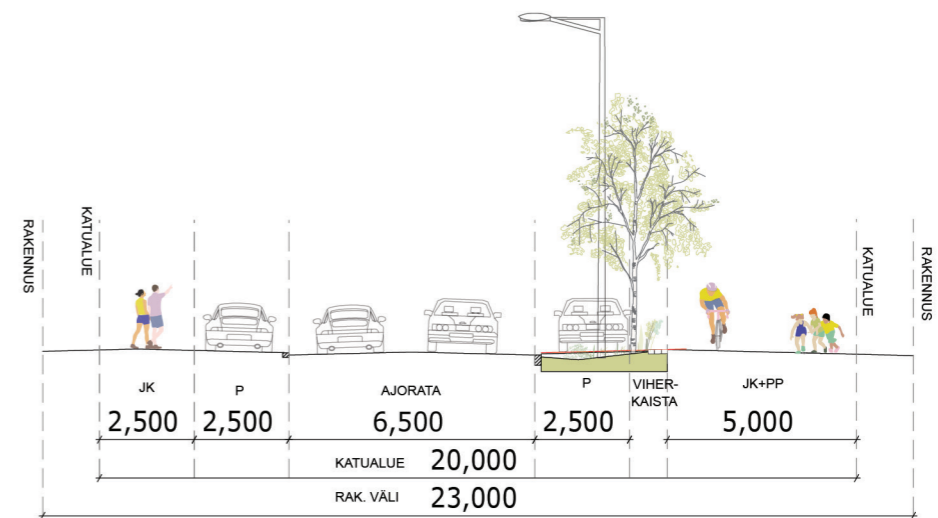 RAKENNUS
KATUALUE
KATUALUE
RAKENNUS
JK
P
AJORATA
P
VIHER-
KAISTA
JK+PP
2,500
2,500
6,500
2,500
5,000
KATUALUE 20,000
RAK. VÄLI 23,000